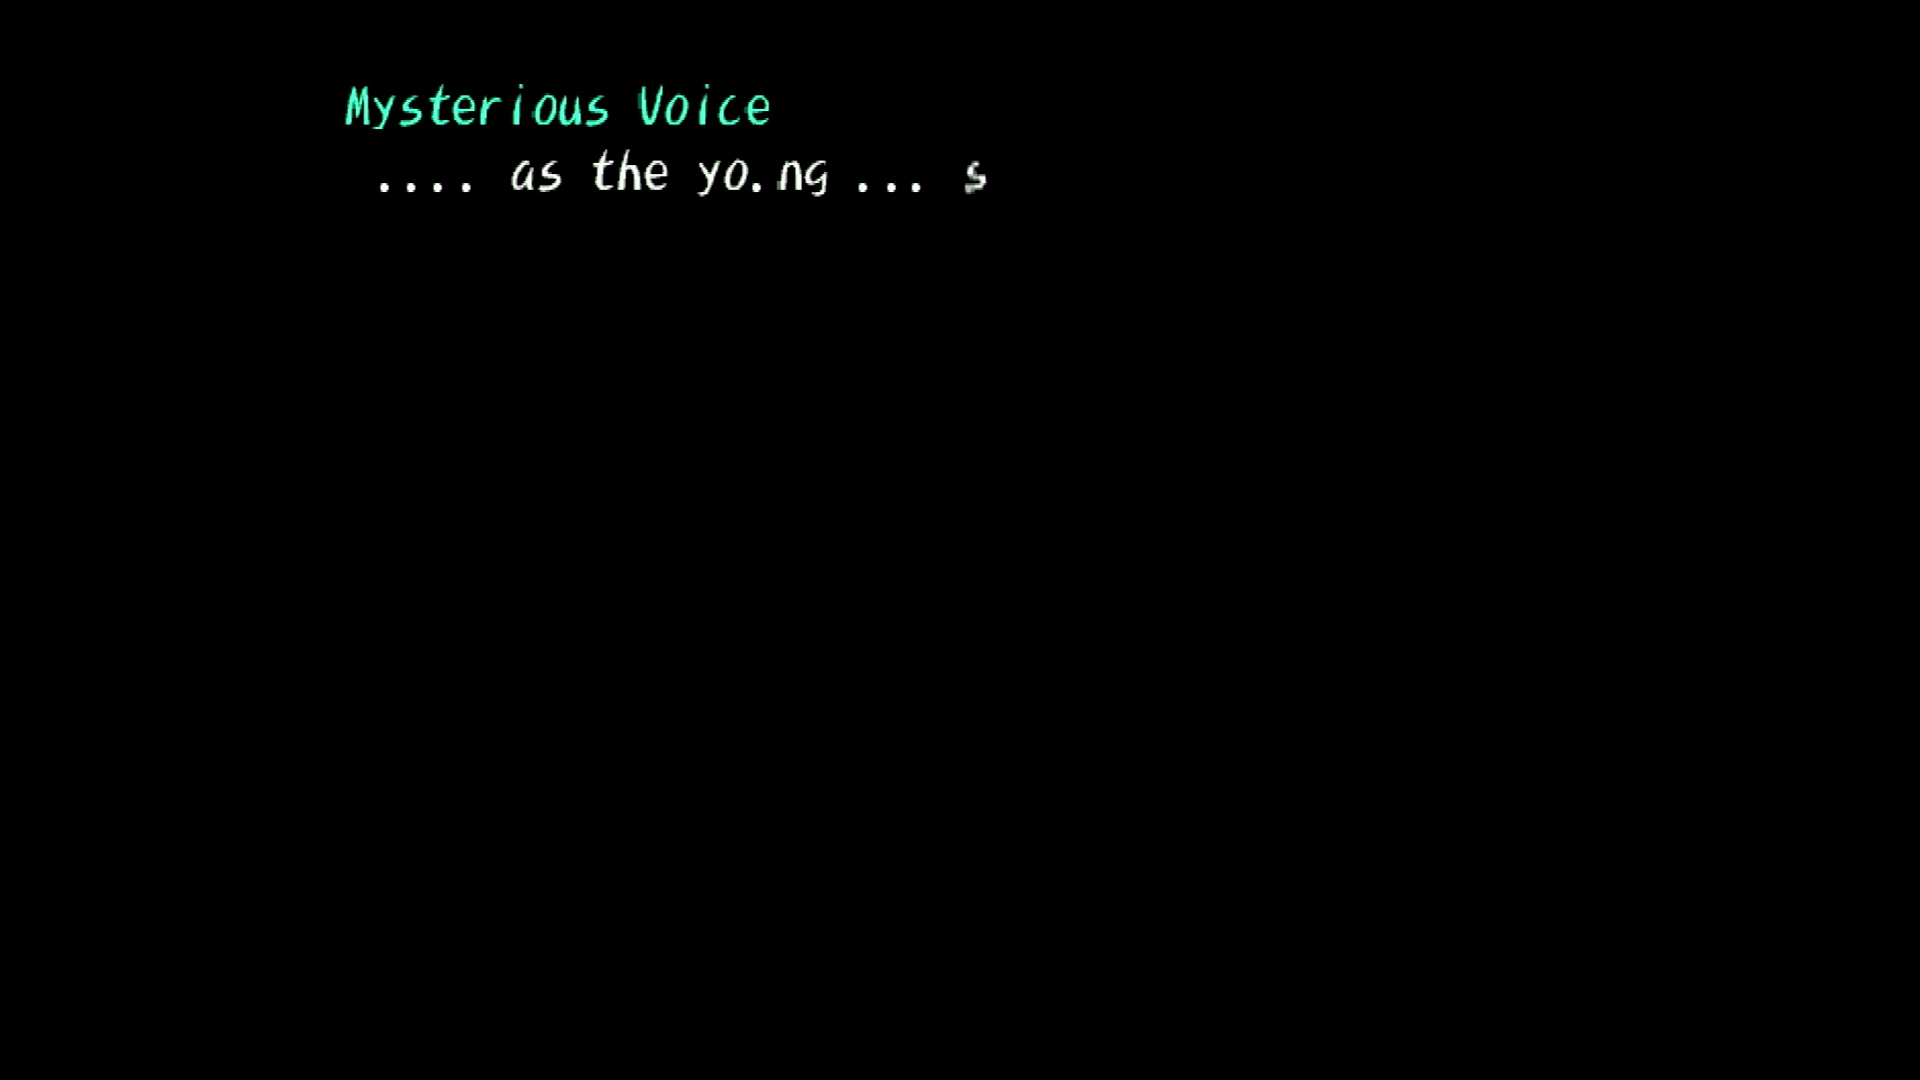 Mysterious Voice
.... as the yo.ng ... s